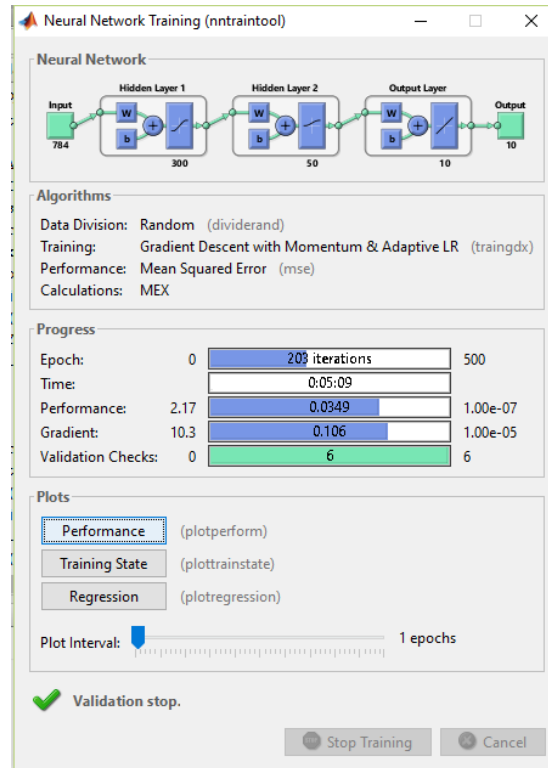 Neural Network Training (nntraintool)
Neural Network
Hidden Layer 1 Hidden Layer 2 Output Layer
Input Output
W W W
b b b
784 10
300 50 10
Algorithms
Data Division: Random (dividerand)
Training: Gradient Descent with Momentum & Adaptive LR (traingdx)
Performance: Mean Squared Error (mse)
Calculations: MEX
Progress
Epoch: 0 203 iterations 500
Time: 0:05:09
Performance: 2.17 0.0349 1.00e-07
Gradient: 10.3 0.106 1.00e-05
Validation Checks: 0 6 6
Plots
Performance (plotperform)
Training State (plottrainstate)
Regression (plotregression)
Plot Interval: 1 epochs
Validation stop.
Stop Training Cancel